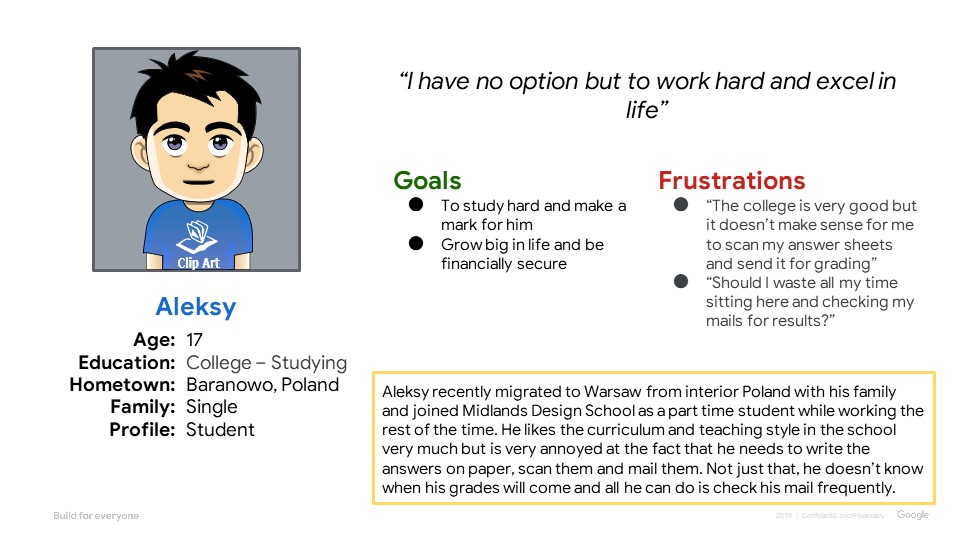 “I have no option but to work hard and excel in
life”
Clip Art
Aleksy
Age: 17
Education: College – Studying
Hometown: Baranowo, Poland
Family: Single
Profile: Student
Goals
● To study hard and make a
mark for him
● Grow big in life and be
financially secure
Frustrations
● “The college is very good but
it doesn’t make sense for me
to scan my answer sheets
and send it for grading”
● “Should I waste all my time
sitting here and checking my
mails for results?”
Aleksy recently migrated to Warsaw from interior Poland with his family
and joined Midlands Design School as a part time student while working the
rest of the time. He likes the curriculum and teaching style in the school
very much but is very annoyed at the fact that he needs to write the
answers on paper, scan them and mail them. Not just that, he doesn’t know
when his grades will come and all he can do is check his mail frequently.
Build for everyone
2018 | Confidential and Proprietary Google